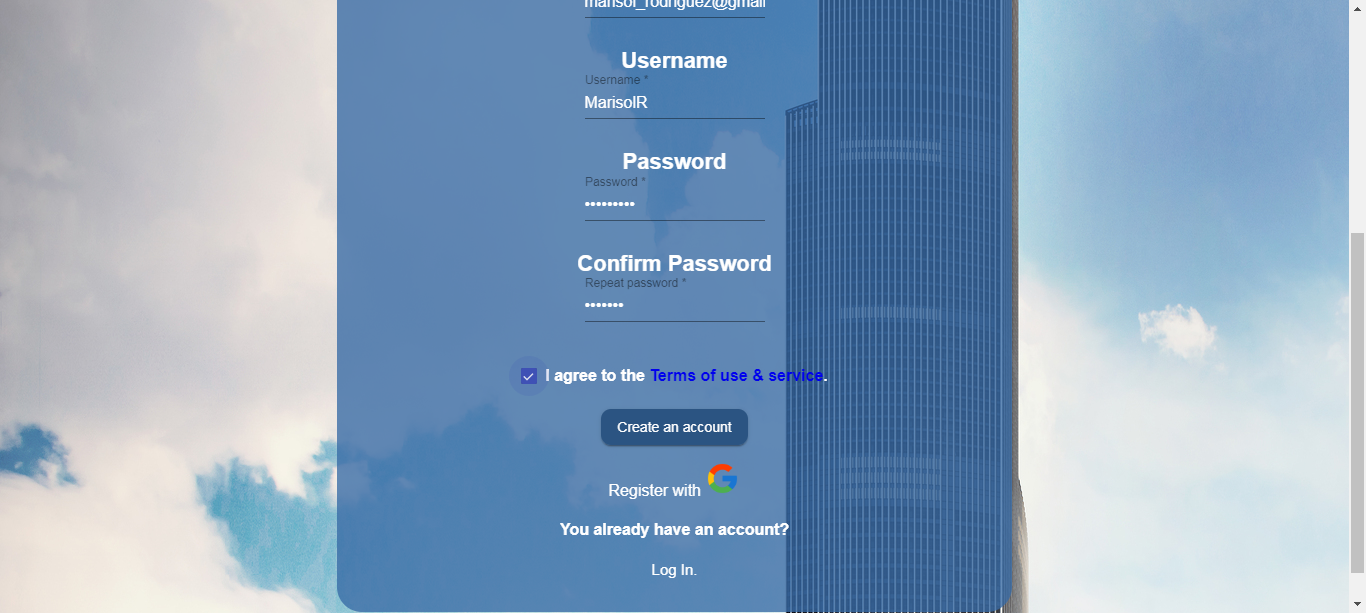 marisol_rodriguez@gmail
Username
Username *
MarisolR
Password
Password *
•••••••••
Confirm Password
Repeat password *
•••••••
I agree to the Terms of use & service.
Create an account
Register with
You already have an account?
Log In.